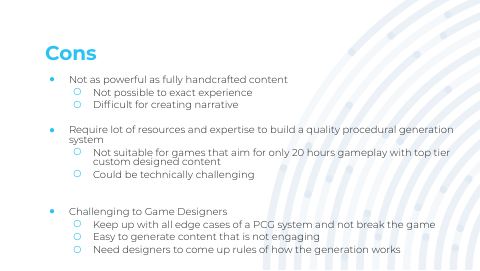 Cons
Not as powerful as fully handcrafted content
Not possible to exact experience
Difficult for creating narrative
Require lot of resources and expertise to build a quality procedural generation
system
Not suitable for games that aim for only 20 hours gameplay with top tier
custom designed content
Could be technically challenging
Challenging to Game Designers
Keep up with all edge cases of a PCG system and not break the game
Easy to generate content that is not engaging
Need designers to come up rules of how the generation works